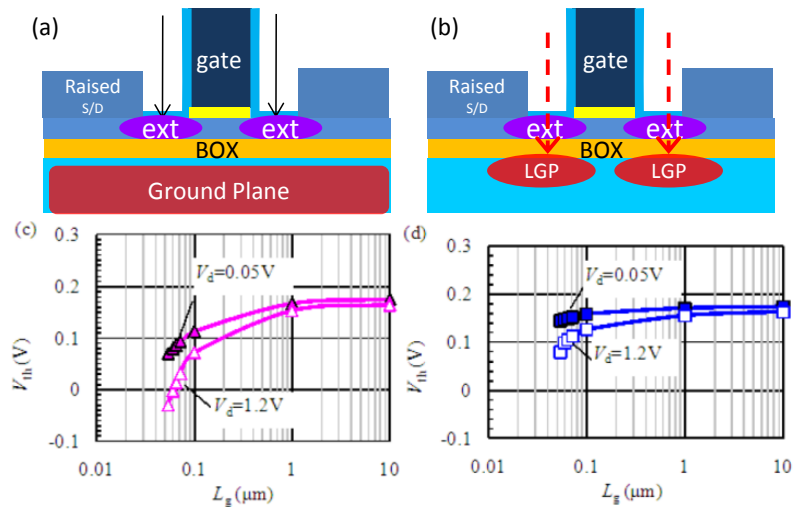 (a)
gate
Raised
S/D
ext
ext
BOX
Ground Plane
(b)
gate
Raised
S/D
ext
ext
BOX
LGP
LGP
(c)
0.3
0.2
0.1
0
-0.1
Vth (V)
Vd=0.05V
Vd=1.2V
0.01
0.1
1
10
Lg (μm)
(d)
0.3
0.2
0.1
0
-0.1
Vth (V)
Vd=0.05V
Vd=1.2V
0.01
0.1
1
10
Lg (μm)